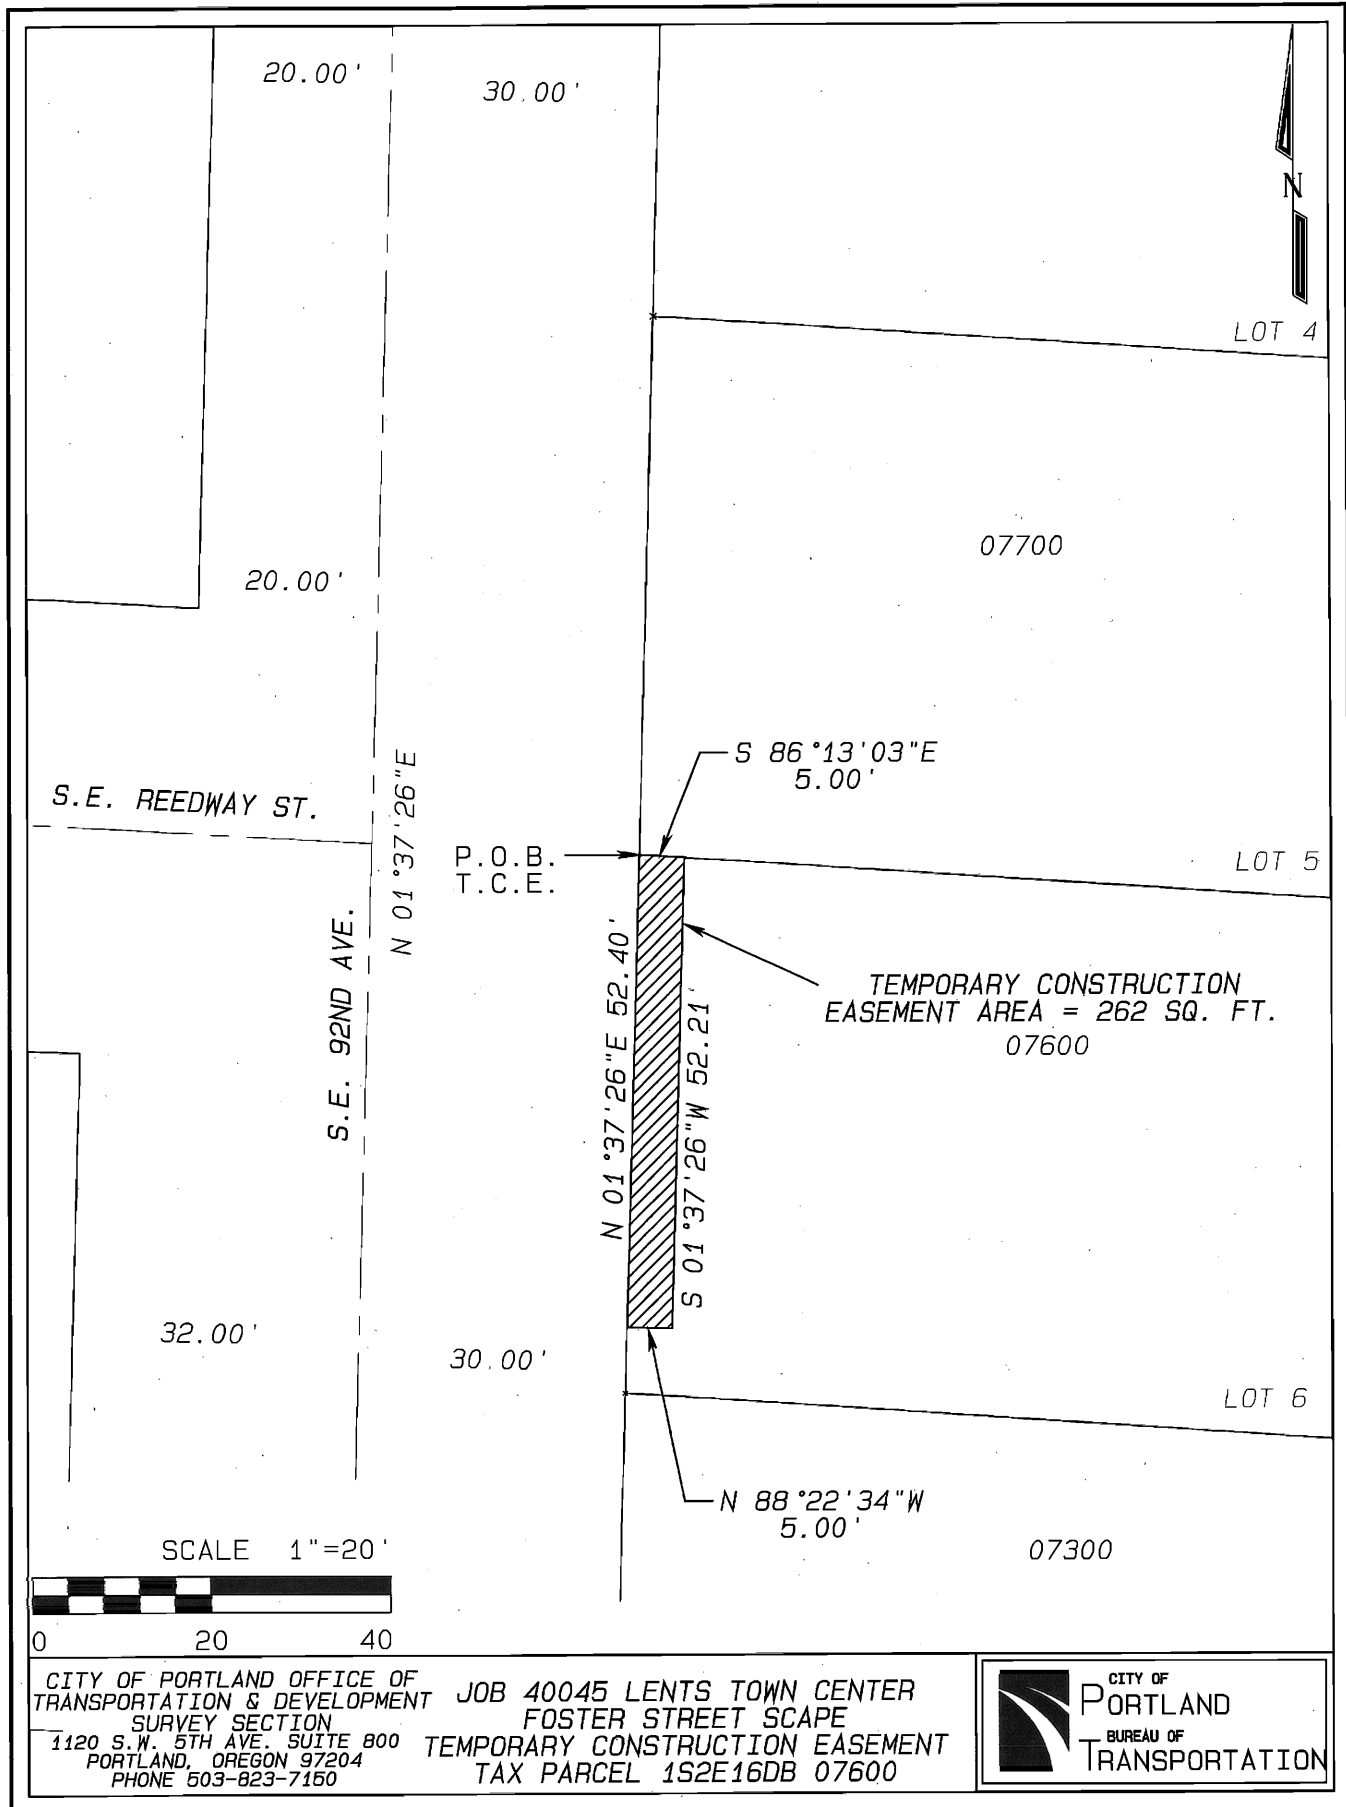 20.00'
30.00'
N
LOT 4
07700
20.00'
S 86°13'03"E
5.00'
S.E. REEDWAY ST.
N 01°37'26"E
P.O.B.
T.C.E.
LOT 5
S.E. 92ND AVE.
N 01°37'26"E 52.40'
S 01°37'26"W 52.21'
TEMPORARY CONSTRUCTION
EASEMENT AREA = 262 SQ. FT.
07600
32.00'
30.00'
LOT 6
N 88°22'34"W
5.00'
07300
SCALE 1"=20'
0 20 40
CITY OF PORTLAND OFFICE OF
TRANSPORTATION & DEVELOPMENT
SURVEY SECTION
1120 S.W. 5TH AVE. SUITE 800
PORTLAND, OREGON 97204
PHONE 503-823-7150
JOB 40045 LENTS TOWN CENTER
FOSTER STREET SCAPE
TEMPORARY CONSTRUCTION EASEMENT
TAX PARCEL 1S2E16DB 07600
CITY OF
PORTLAND
BUREAU OF
TRANSPORTATION